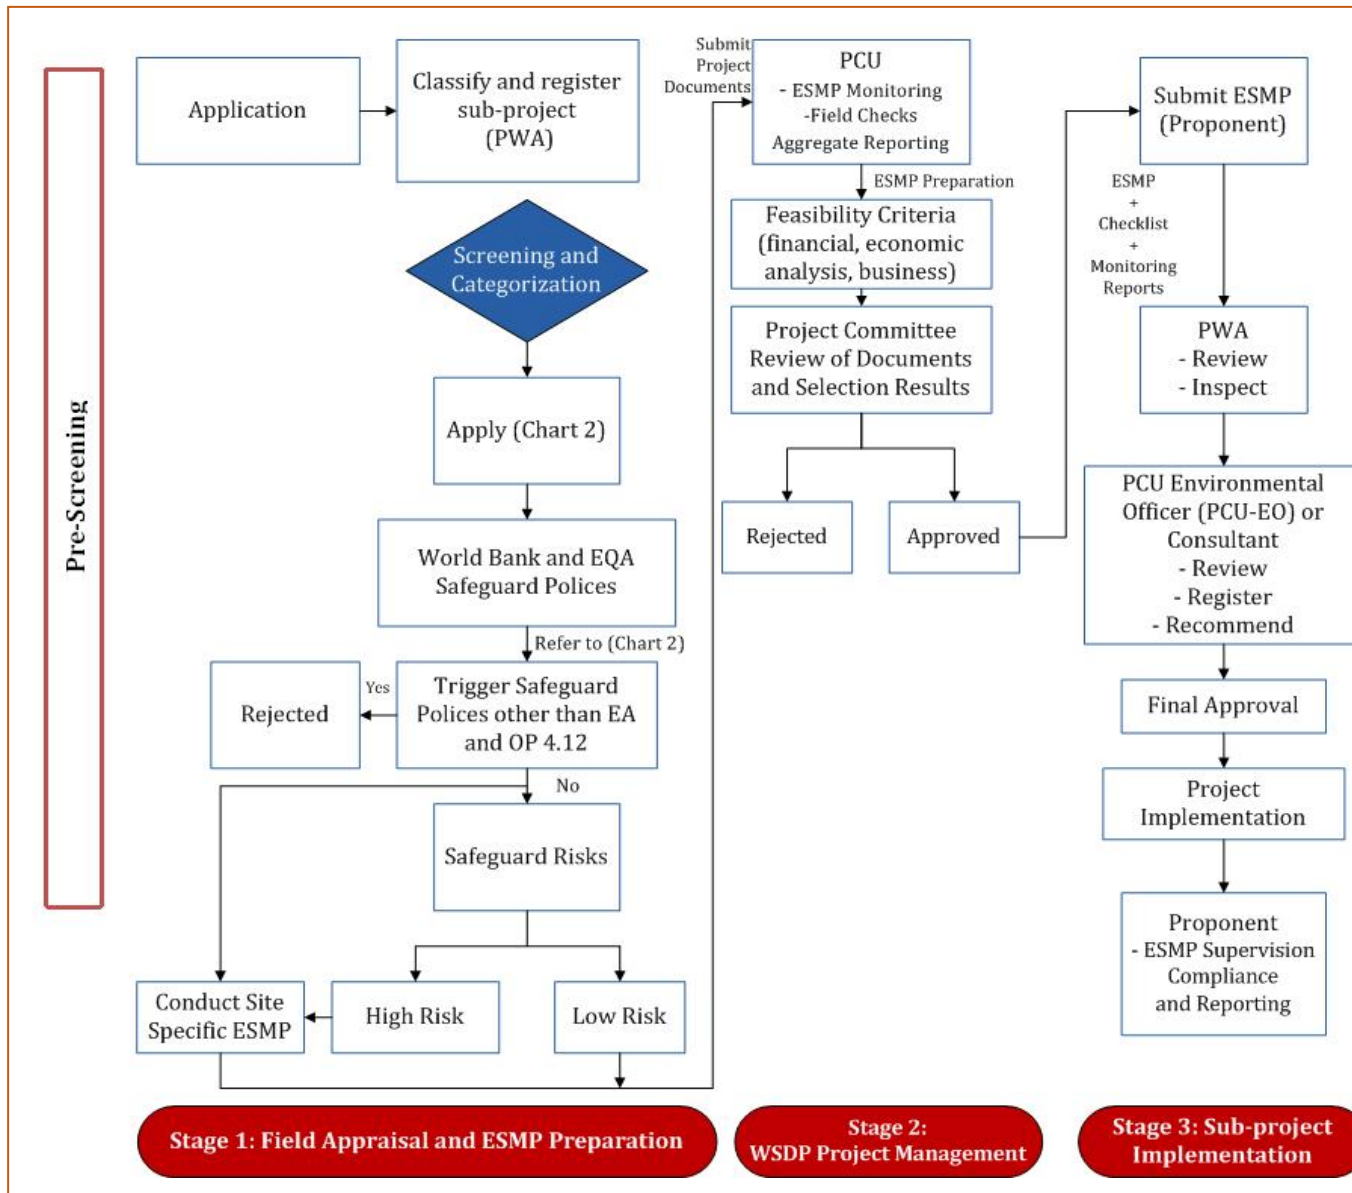 Pre-Screening
Application
Classify and register
sub-project
(PWA)
Screening and
Categorization
Apply (Chart 2)
World Bank and EQA
Safeguard Polices
Refer to (Chart 2)
Trigger Safeguard
Polices other than EA
and OP 4.12
Yes
Rejected
No
Safeguard Risks
High Risk
Low Risk
Conduct Site
Specific ESMP
Stage 1: Field Appraisal and ESMP Preparation
Submit
Project
Documents
PCU
- ESMP Monitoring
-Field Checks
Aggregate Reporting
ESMP Preparation
Feasibility Criteria
(financial, economic
analysis, business)
Project Committee
Review of Documents
and Selection Results
Rejected
Approved
Stage 2:
WSDP Project Management
Submit ESMP
(Proponent)
ESMP
+
Checklist
+
Monitoring
Reports
PWA
- Review
- Inspect
PCU Environmental
Officer (PCU-EO) or
Consultant
- Review
- Register
- Recommend
Final Approval
Project
Implementation
Proponent
- ESMP Supervision
Compliance
and Reporting
Stage 3: Sub-project
Implementation